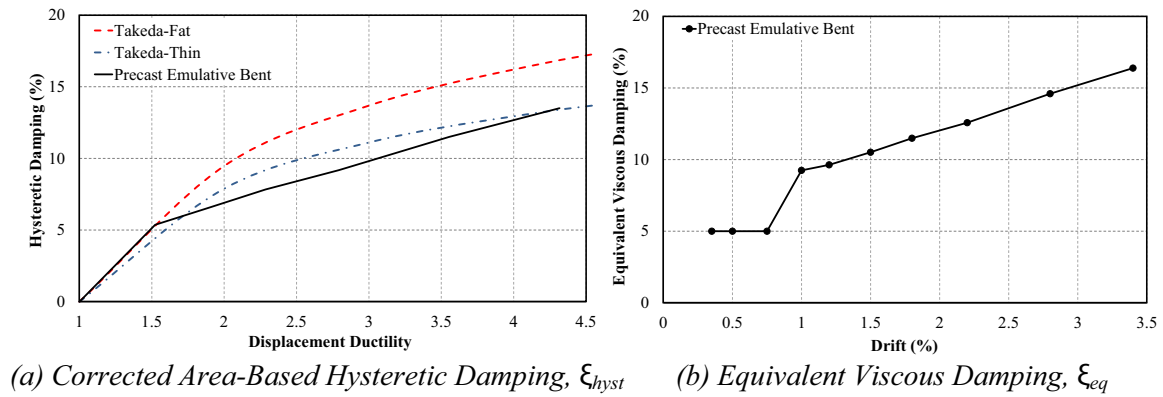 Takeda-Fat
Takeda-Thin
Precast Emulative Bent
Hysteretic Damping (%)
20
15
10
5
0
1
1.5
2
2.5
3
3.5
4
4.5
Displacement Ductility
(a) Corrected Area-Based Hysteretic Damping, ξhyst
Precast Emulative Bent
Equivalent Viscous Damping (%)
20
15
10
5
0
0
0.5
1
1.5
2
2.5
3
3.5
Drift (%)
(b) Equivalent Viscous Damping, ξeq